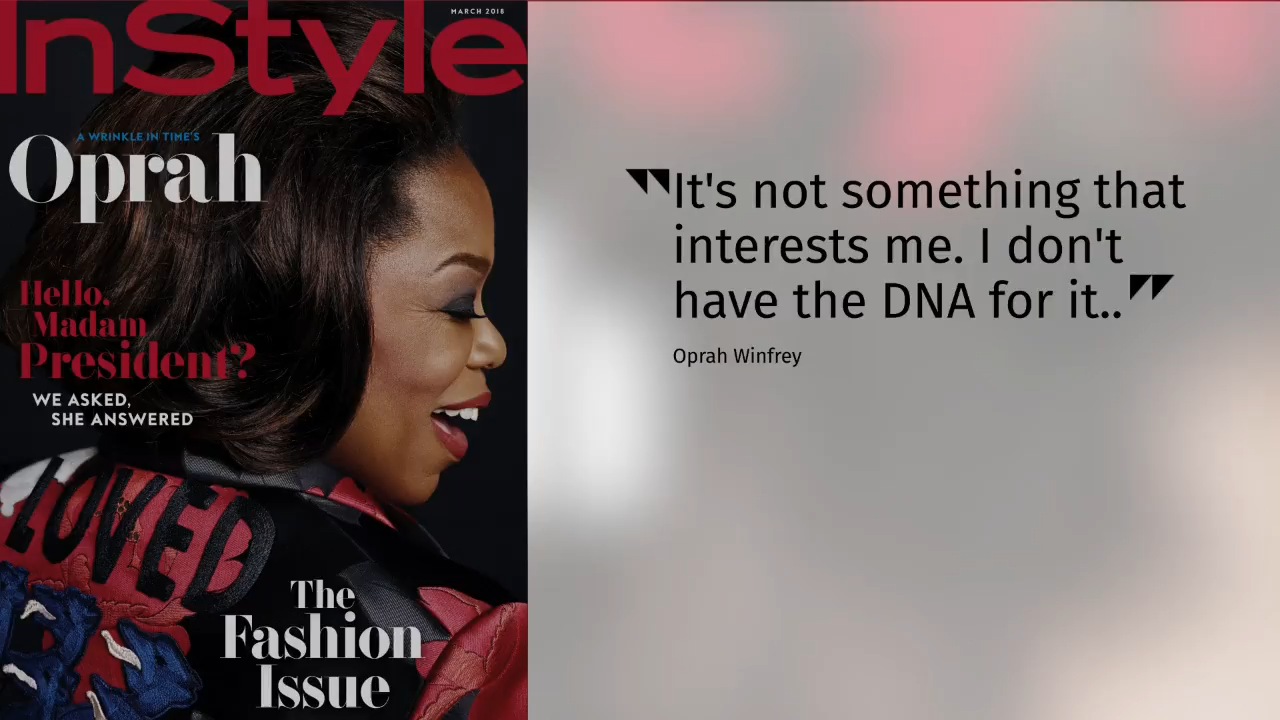 InStyle
MARCH 2018
A WRINKLE IN TIME'S
Oprah
Hello,
Madam
President?
WE ASKED,
SHE ANSWERED
LOVED
The
Fashion
Issue
"It's not something that
interests me. I don't
have the DNA for it.."
Oprah Winfrey